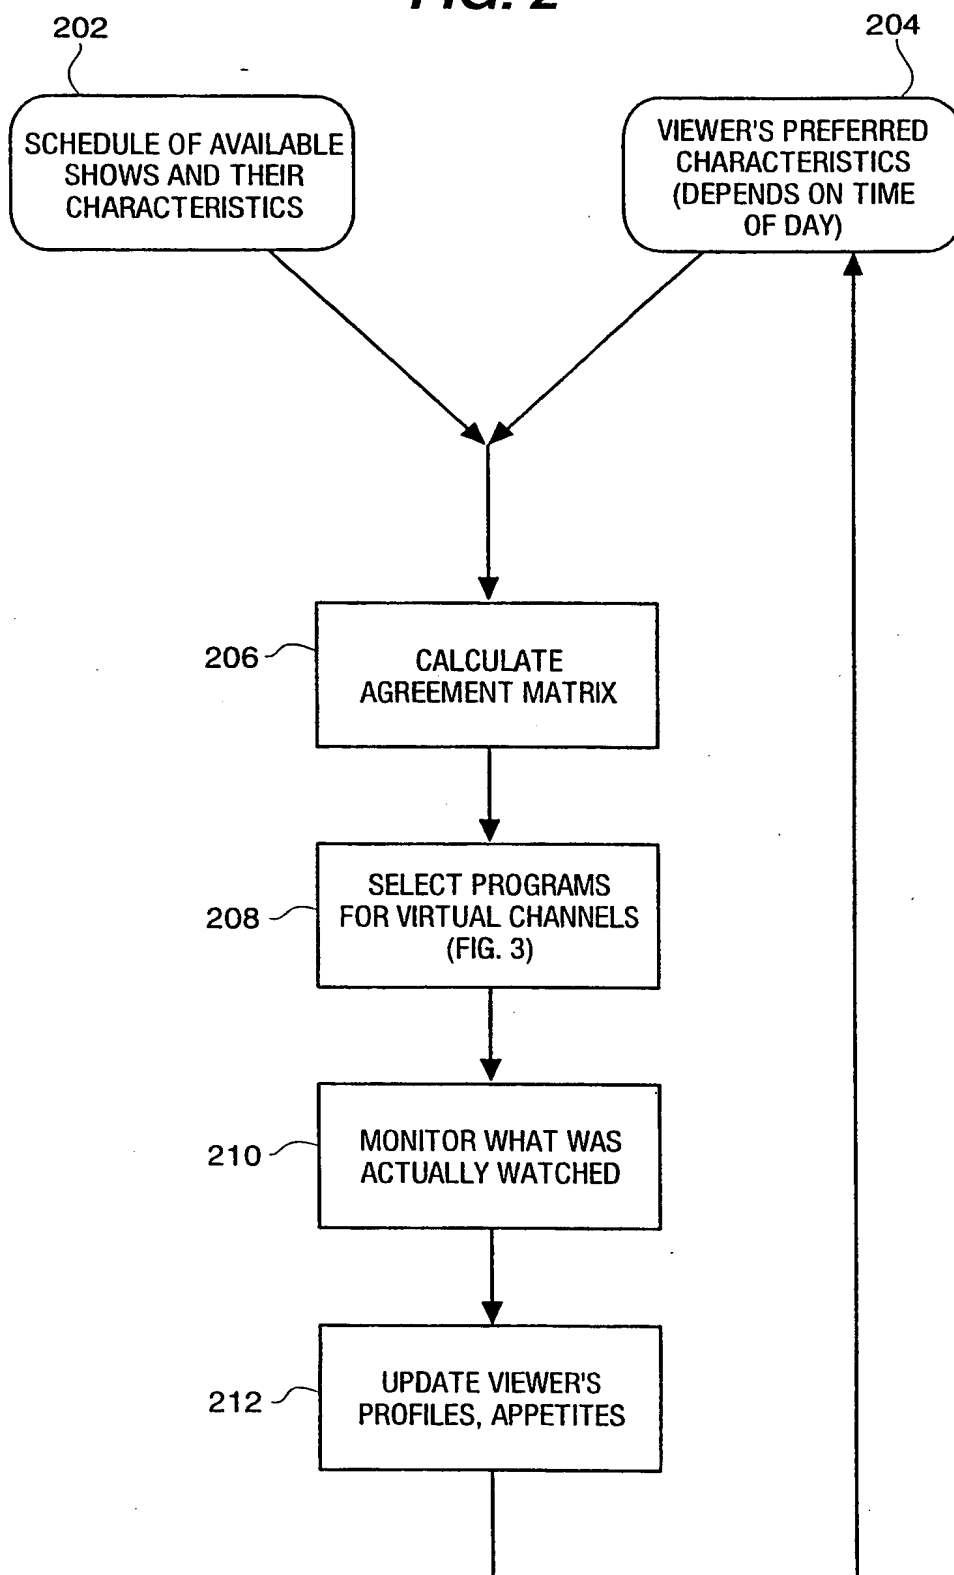 FIG. 2
202
204
SCHEDULE OF AVAILABLE
SHOWS AND THEIR
CHARACTERISTICS
VIEWER'S PREFERRED
CHARACTERISTICS
(DEPENDS ON TIME
OF DAY)
206
CALCULATE
AGREEMENT MATRIX
208
SELECT PROGRAMS
FOR VIRTUAL CHANNELS
(FIG. 3)
210
MONITOR WHAT WAS
ACTUALLY WATCHED
212
UPDATE VIEWER'S
PROFILES, APPETITES